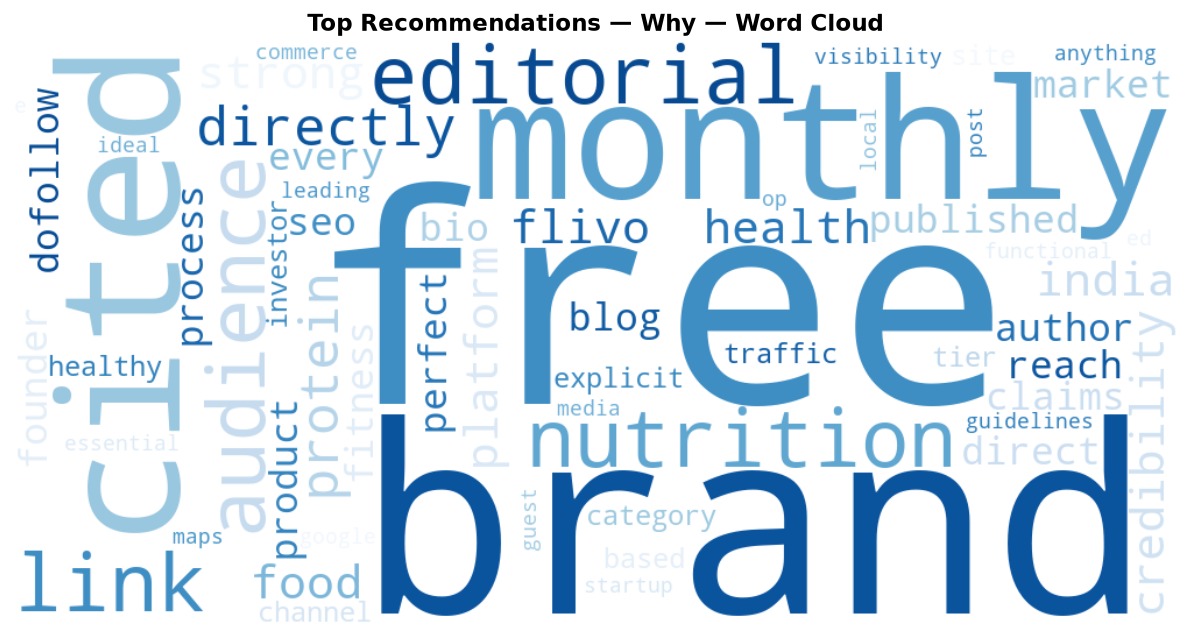 Top Recommendations — Why — Word Cloud
commerce
visibility
site
anything
strong
editorial
market
cited
monthly
e
dofollow
directly
local
post
ideal
every
audience
process
leading
op
investor
seo
bio
flivo
health
published
ed
free
functional
india
protein
perfect
platform
blog
author
founder
fitness
traffic
tier
reach
healthy
explicit
claims
credibility
media
guidelines
product
nutrition
direct
essential
brand
guest
category
maps
google
based
link
food
startup
channel